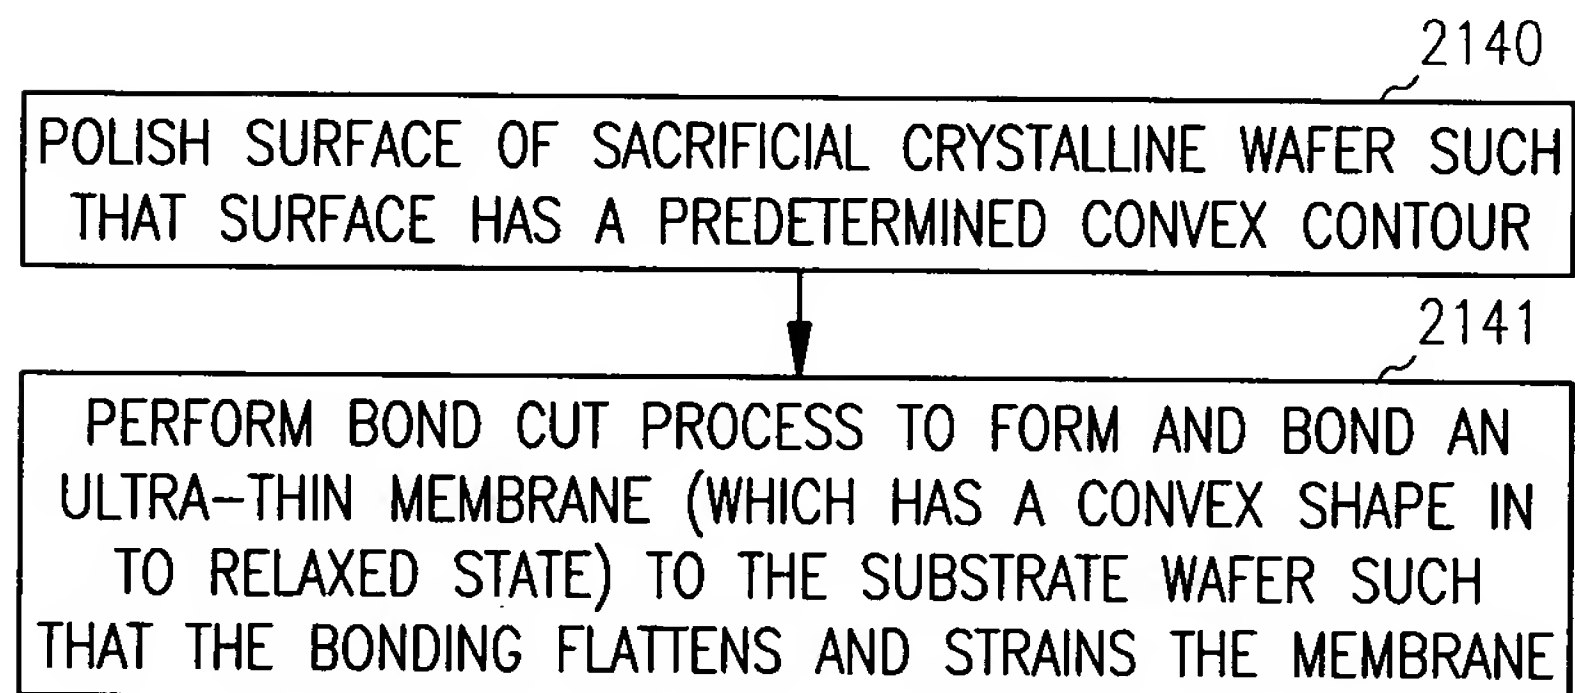 2140
POLISH SURFACE OF SACRIFICIAL CRYSTALLINE WAFER SUCH
THAT SURFACE HAS A PREDETERMINED CONVEX CONTOUR
2141
PERFORM BOND CUT PROCESS TO FORM AND BOND AN
ULTRA-THIN MEMBRANE (WHICH HAS A CONVEX SHAPE IN
TO RELAXED STATE) TO THE SUBSTRATE WAFER SUCH
THAT THE BONDING FLATTENS AND STRAINS THE MEMBRANE